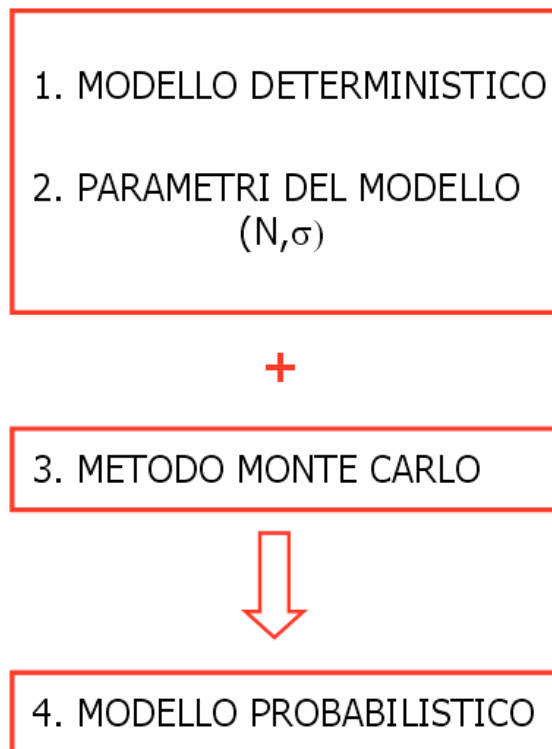 1. MODELLO DETERMINISTICO
2. PARAMETRI DEL MODELLO
(N,σ)
+
3. METODO MONTE CARLO
4. MODELLO PROBABILISTICO